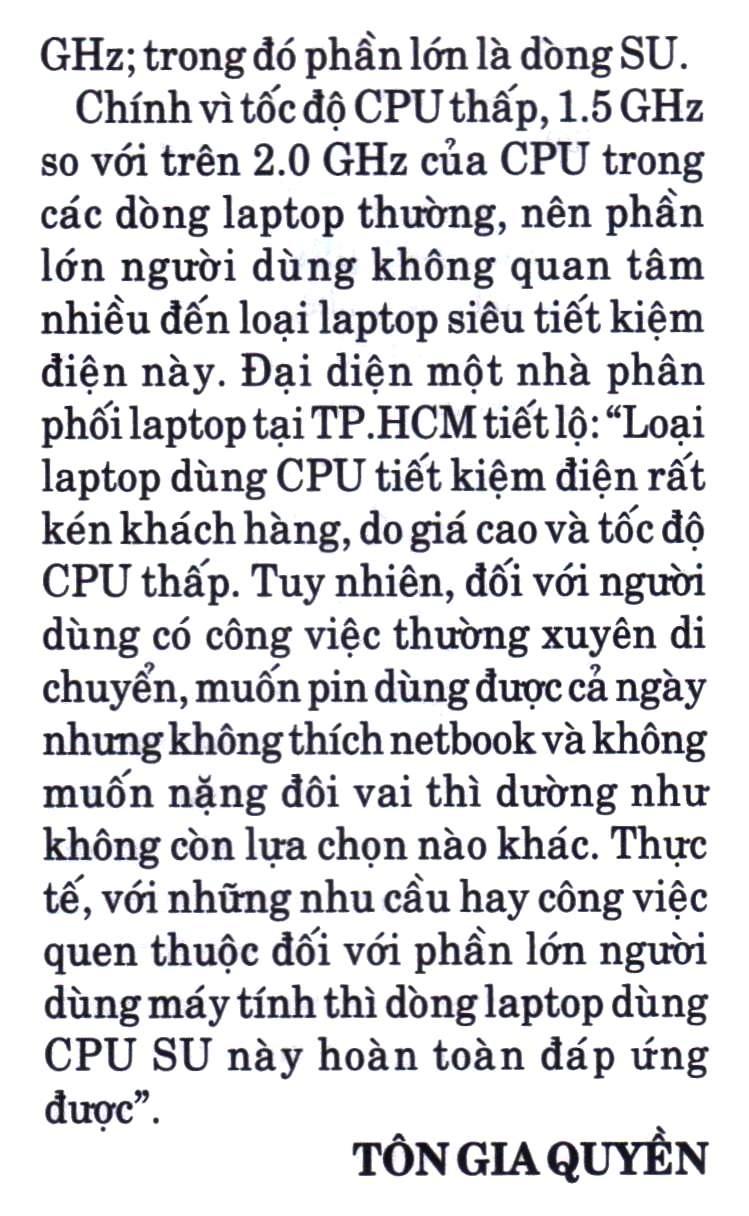 GHz; trong đó phần lớn là dòng SU.
Chính vì tốc độ CPU thấp, 1.5 GHz
so với trên 2.0 GHz của CPU trong
các dòng laptop thường, nên phần
lớn người dùng không quan tâm
nhiều đến loại laptop siêu tiết kiệm
điện này. Đại diện một nhà phân
phối laptop tại TP.HCM tiết lộ: “Loại
laptop dùng CPU tiết kiệm điện rất
kén khách hàng, do giá cao và tốc độ
CPU thấp. Tuy nhiên, đối với người
dùng có công việc thường xuyên di
chuyển, muốn pin dùng được cả ngày
nhưng không thích netbook và không
muốn nặng đôi vai thì dường như
không còn lựa chọn nào khác. Thực
tế, với những nhu cầu hay công việc
quen thuộc đối với phần lớn người
dùng máy tính thì dòng laptop dùng
CPU SU này hoàn toàn đáp ứng
được”.
TÔN GIA QUYỀN